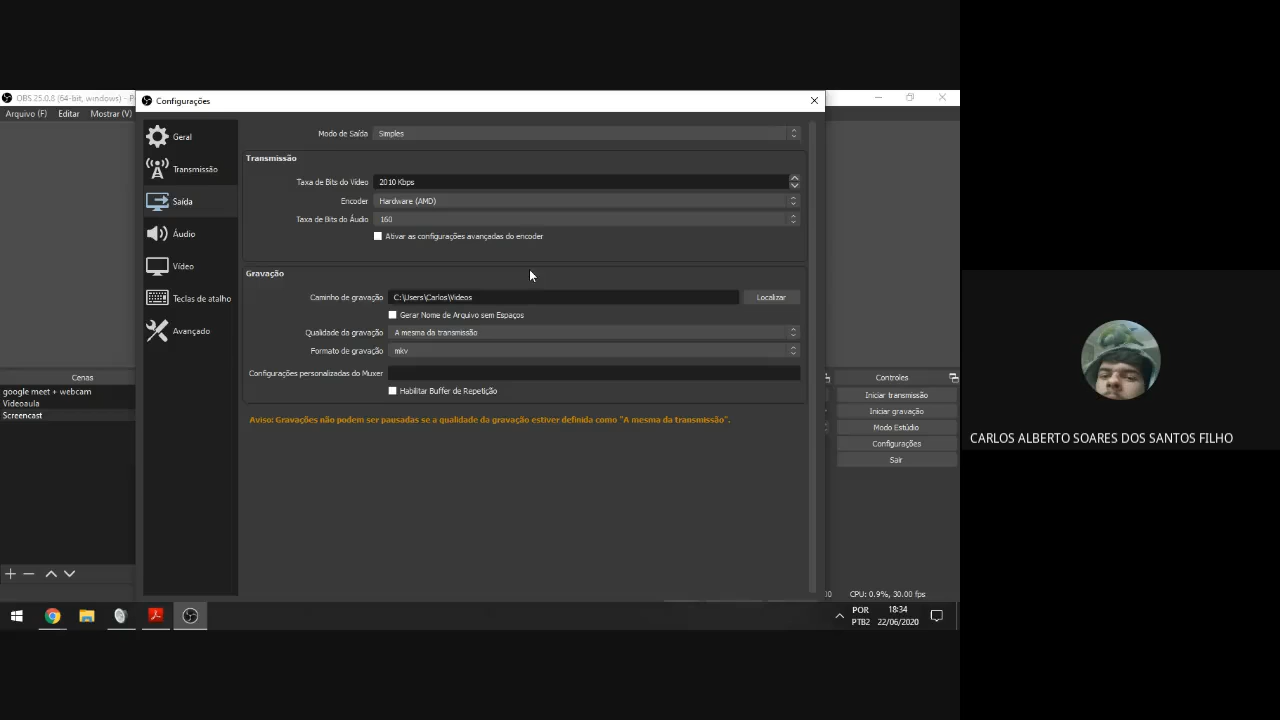 OBS 25.0.8 (64-bit, windows) - P
Configurações
Arquivo (F) Editar Mostrar (V)
Geral
Transmissão
Saída
Áudio
Vídeo
Teclas de atalho
Avançado
Modo de Saída Simples
Transmissão
Taxa de Bits do Vídeo 2010 Kbps
Encoder Hardware (AMD)
Taxa de Bits do Áudio 160
Ativar as configurações avançadas do encoder
Gravação
Caminho de gravação C:\Users\Carlos\Videos Localizar
Gerar Nome de Arquivo sem Espaços
Qualidade da gravação A mesma da transmissão
Formato de gravação mkv
Configurações personalizadas do Muxer
Habilitar Buffer de Repetição
Aviso: Gravações não podem ser pausadas se a qualidade da gravação estiver definida como "A mesma da transmissão".
Cenas
google meet + webcam
Videoaula
Screencast
Controles
Iniciar transmissão
Iniciar gravação
Modo Estúdio
Configurações
Sair
00 CPU: 0.9%, 30.00 fps
POR
PTB2
18:34
22/06/2020
CARLOS ALBERTO SOARES DOS SANTOS FILHO